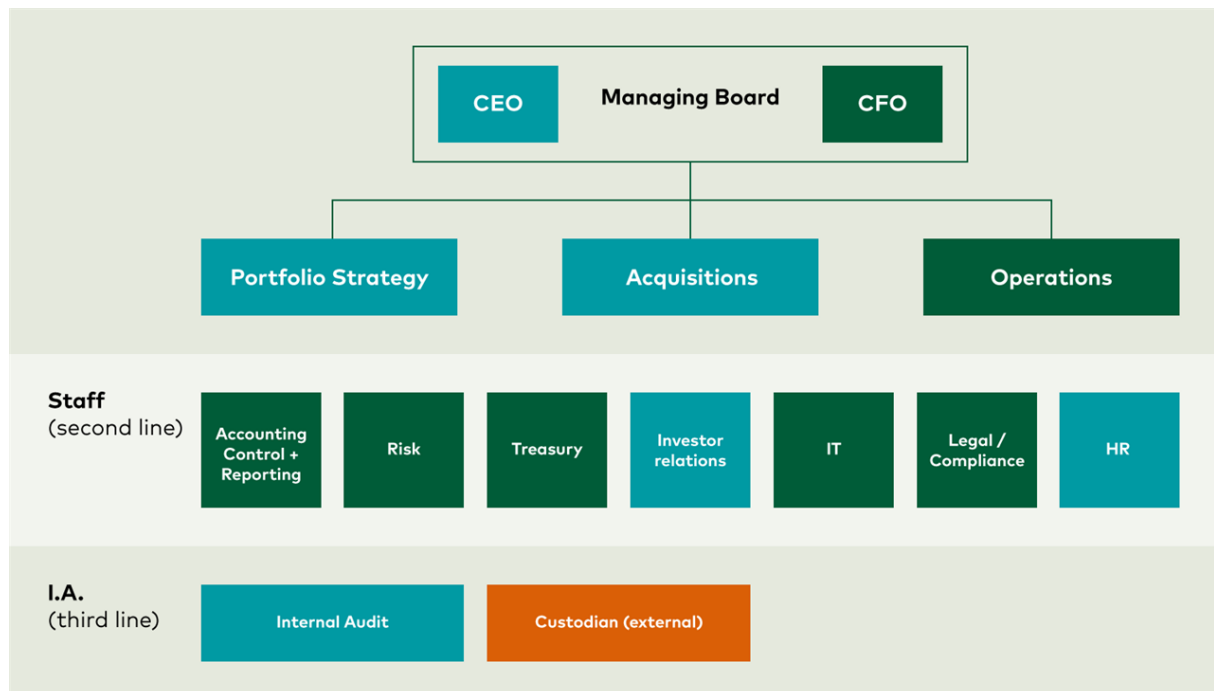 CEO
Managing Board
CFO
Portfolio Strategy
Acquisitions
Operations
Staff
(second line)
Accounting
Control +
Reporting
Risk
Treasury
Investor
relations
IT
Legal /
Compliance
HR
I.A.
(third line)
Internal Audit
Custodian (external)